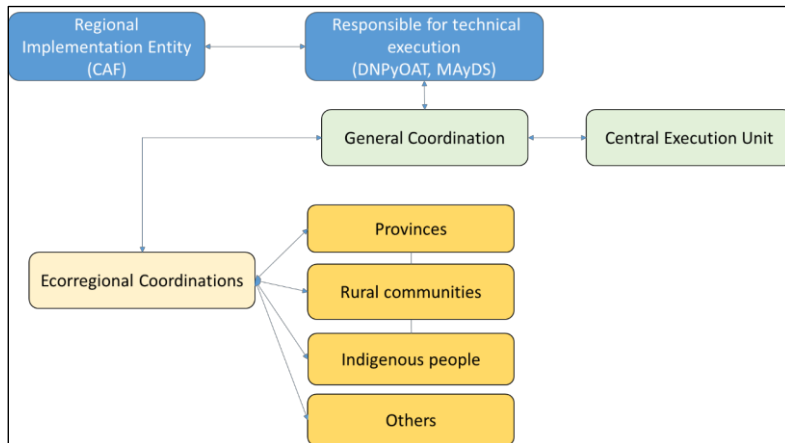 Regional
Implementation Entity
(CAF)
Responsible for technical
execution
(DNPyOAT, MAyDS)
General Coordination
Central Execution Unit
Ecorregional Coordinations
Provinces
Rural communities
Indigenous people
Others